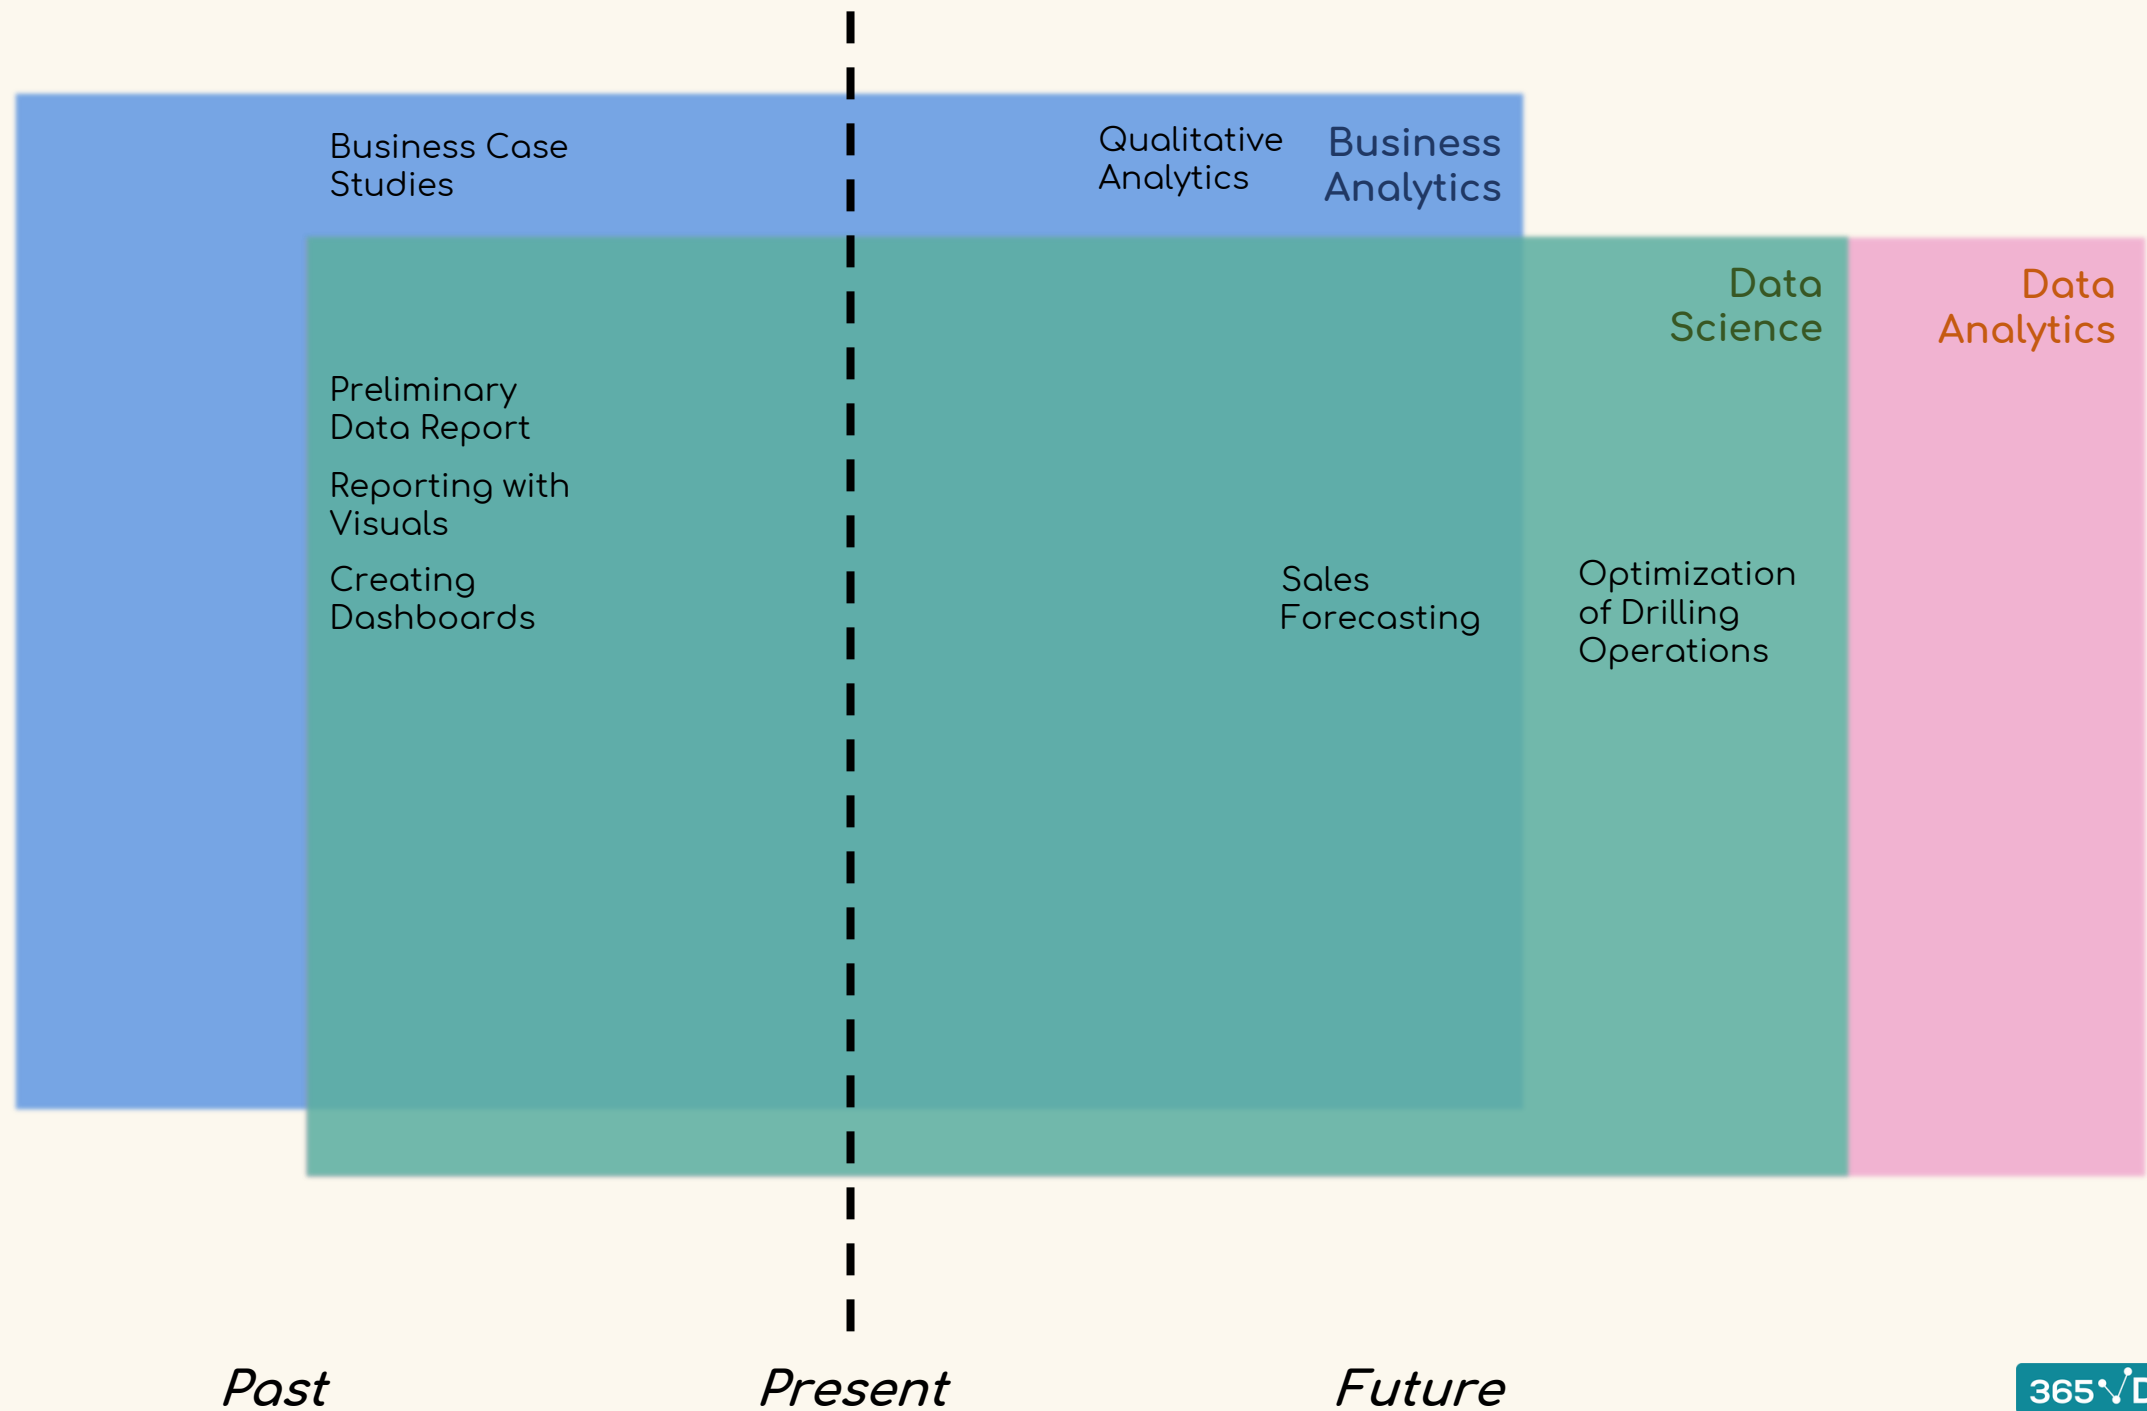 Business Case
Studies
Qualitative
Analytics
Business
Analytics
Data
Science
Data
Analytics
Preliminary
Data Report
Reporting with
Visuals
Creating
Dashboards
Sales
Forecasting
Optimization
of Drilling
Operations
Past
Present
Future
365